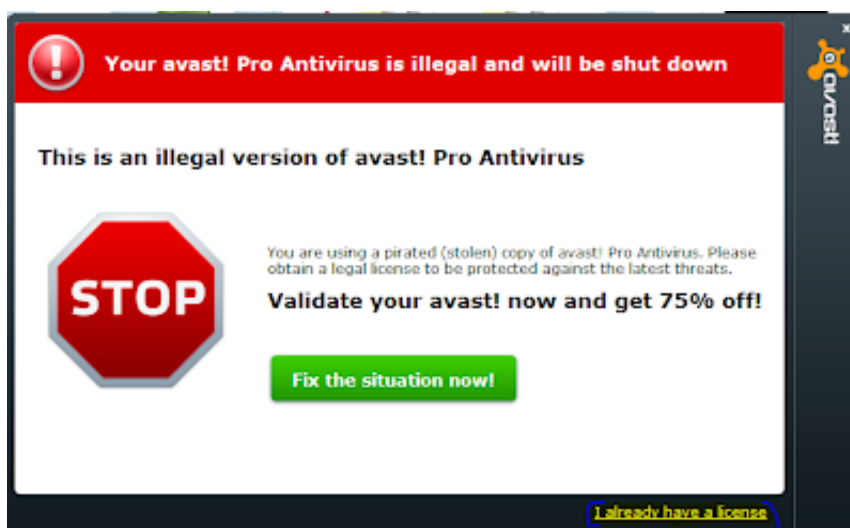 Your avast! Pro Antivirus is illegal and will be shut down
avast!
This is an illegal version of avast! Pro Antivirus
STOP
You are using a pirated (stolen) copy of avast! Pro Antivirus. Please
obtain a legal license to be protected against the latest threats.
Validate your avast! now and get 75% off!
Fix the situation now!
I already have a license